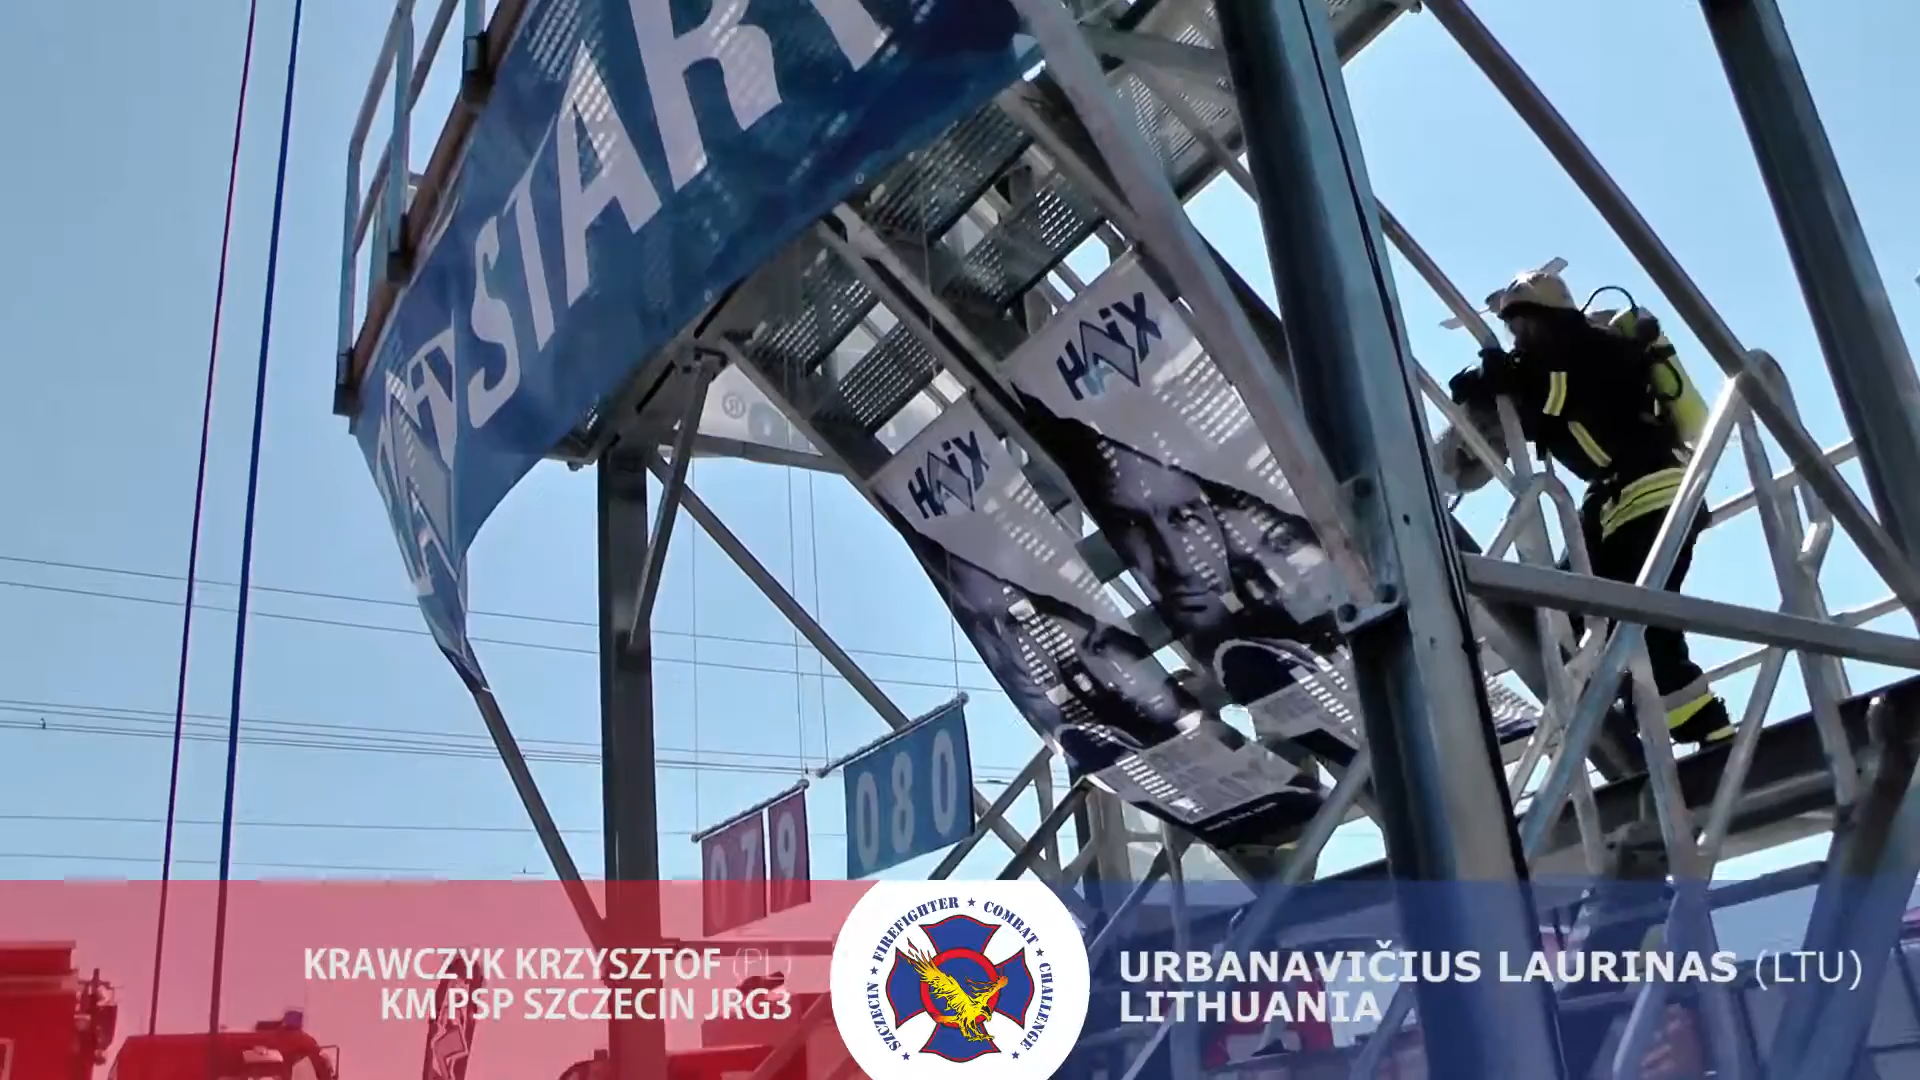 START
HAIX
HAIX
®
079
080
KRAWCZYK KRZYSZTOF (PL)
KM PSP SZCZECIN JRG3
SZCZECIN ★ FIREFIGHTER ★ COMBAT ★ CHALLENGE ★
URBANAVIČIUS LAURINAS (LTU)
LITHUANIA